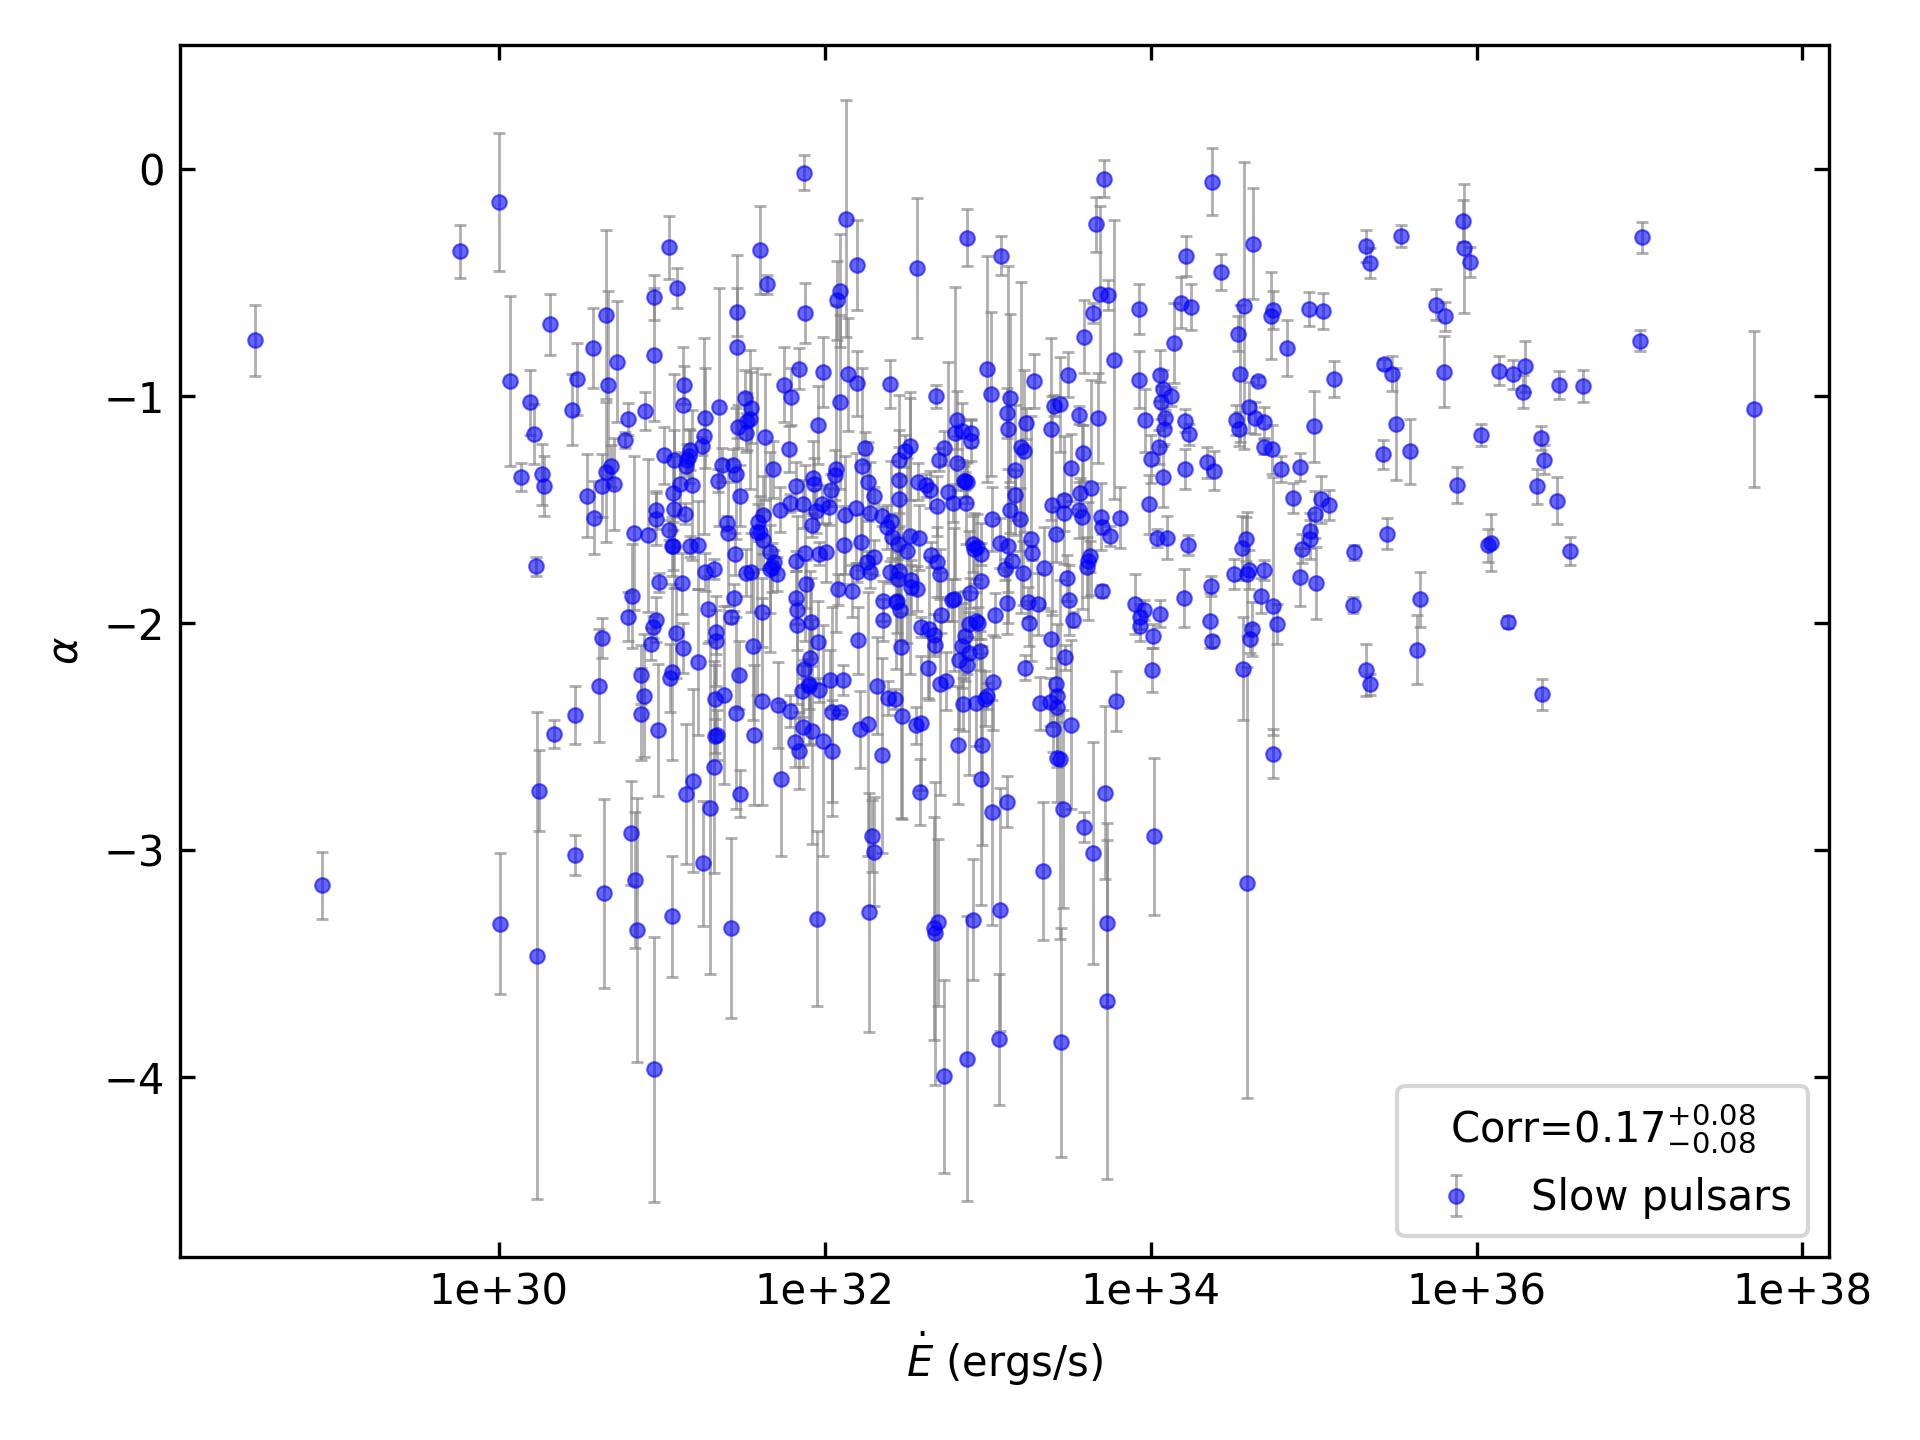 0
−1
−2
−3
−4
α
1e+30 1e+32 1e+34 1e+36 1e+38
Ė (ergs/s)
Corr=0.17+0.08−0.08
Slow pulsars